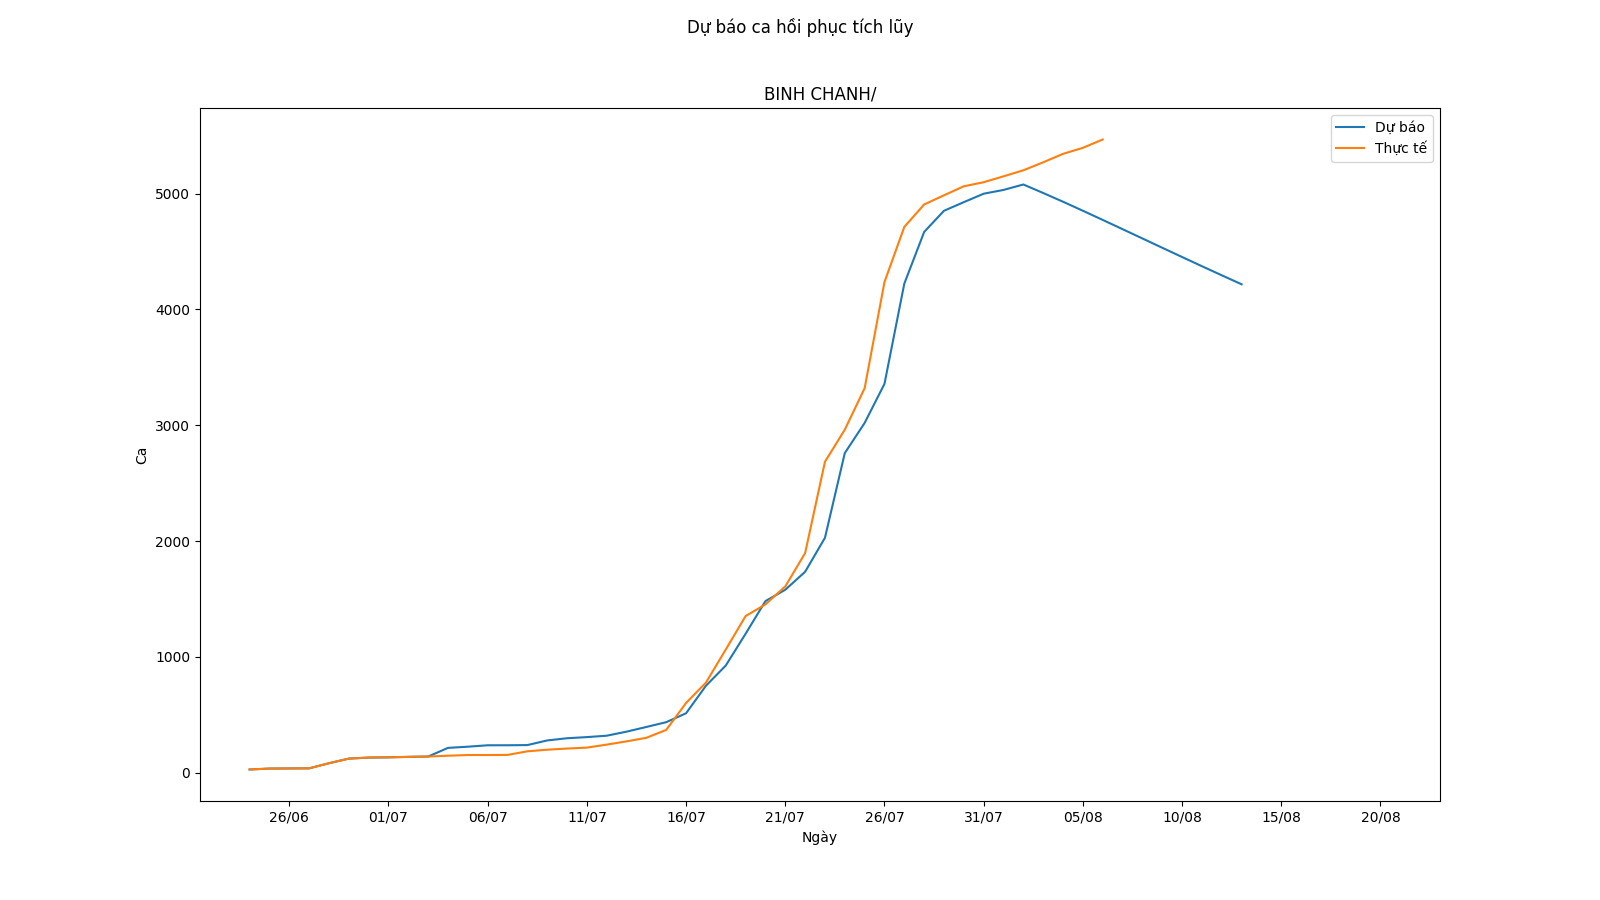 Dự báo ca hồi phục tích lũy
BINH CHANH/
Dự báo
Thực tế
5000
4000
3000
2000
1000
0
Ca
26/06 01/07 06/07 11/07 16/07 21/07 26/07 31/07 05/08 10/08 15/08 20/08
Ngày